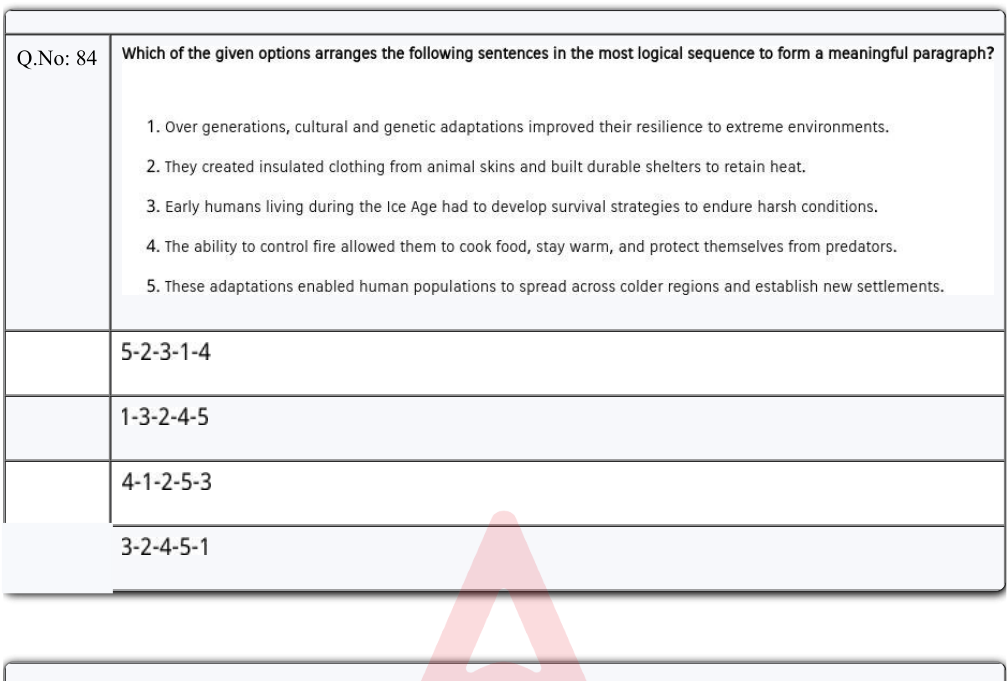 Q.No: 84
Which of the given options arranges the following sentences in the most logical sequence to form a meaningful paragraph?
1. Over generations, cultural and genetic adaptations improved their resilience to extreme environments.
2. They created insulated clothing from animal skins and built durable shelters to retain heat.
3. Early humans living during the Ice Age had to develop survival strategies to endure harsh conditions.
4. The ability to control fire allowed them to cook food, stay warm, and protect themselves from predators.
5. These adaptations enabled human populations to spread across colder regions and establish new settlements.
5-2-3-1-4
1-3-2-4-5
4-1-2-5-3
3-2-4-5-1